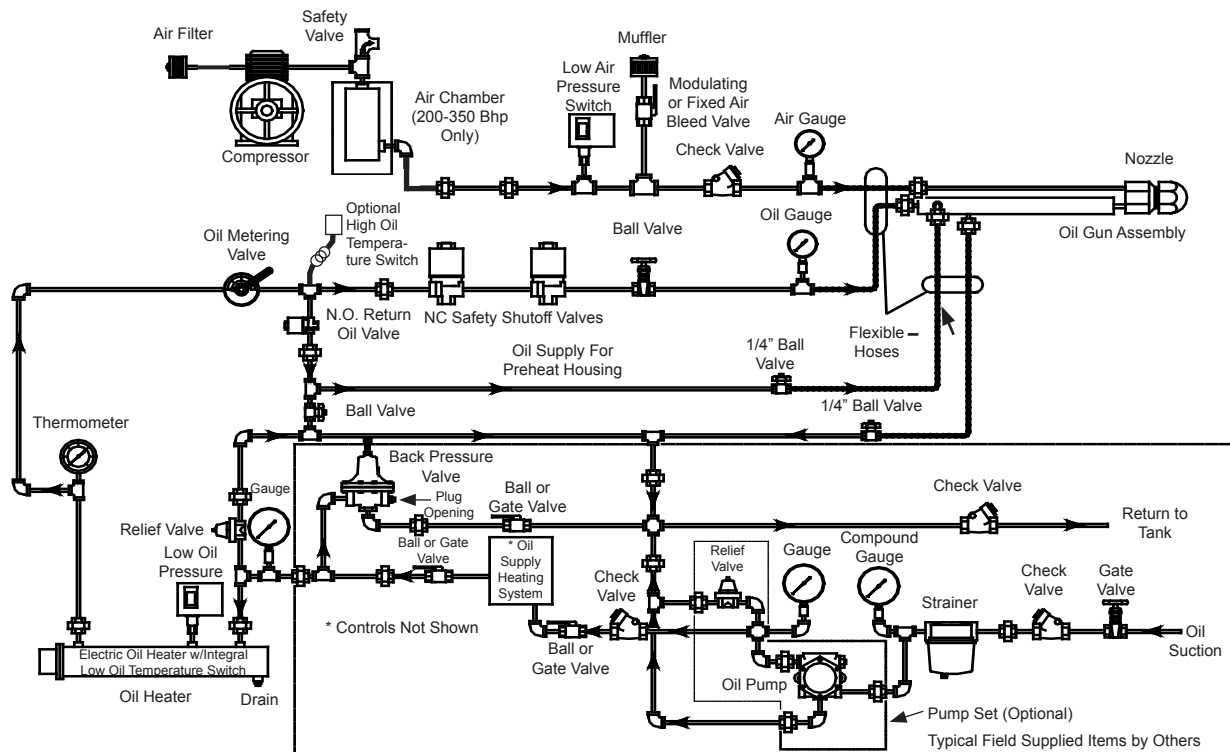 Safety
Valve
Air Filter
Muffler
Low Air
Pressure
Switch
Modulating
or Fixed Air
Bleed Valve
Air Chamber
(200-350 Bhp
Only)
Air Gauge
Compressor
Check Valve
Nozzle
Optional
High Oil
Tempera-
ture Switch
Oil Metering
Valve
Ball Valve
Oil Gauge
Oil Gun Assembly
N.O. Return
Oil Valve
NC Safety Shutoff Valves
Flexible
Hoses
Oil Supply For
Preheat Housing
1/4” Ball
Valve
Ball Valve
1/4” Ball Valve
Thermometer
Back Pressure
Valve
Plug
Opening
Gauge
Ball or
Gate Valve
Check Valve
Return to
Tank
Relief Valve
Low Oil
Pressure
Ball or Gate
Valve
* Oil
Supply
Heating
System
Relief
Valve
Gauge
Compound
Gauge
Check
Valve
Strainer
Check
Valve
Gate
Valve
* Controls Not Shown
Oil
Suction
Ball or
Gate Valve
Electric Oil Heater w/Integral
Low Oil Temperature Switch
Oil Heater
Drain
Oil Pump
Pump Set (Optional)
Typical Field Supplied Items by Others